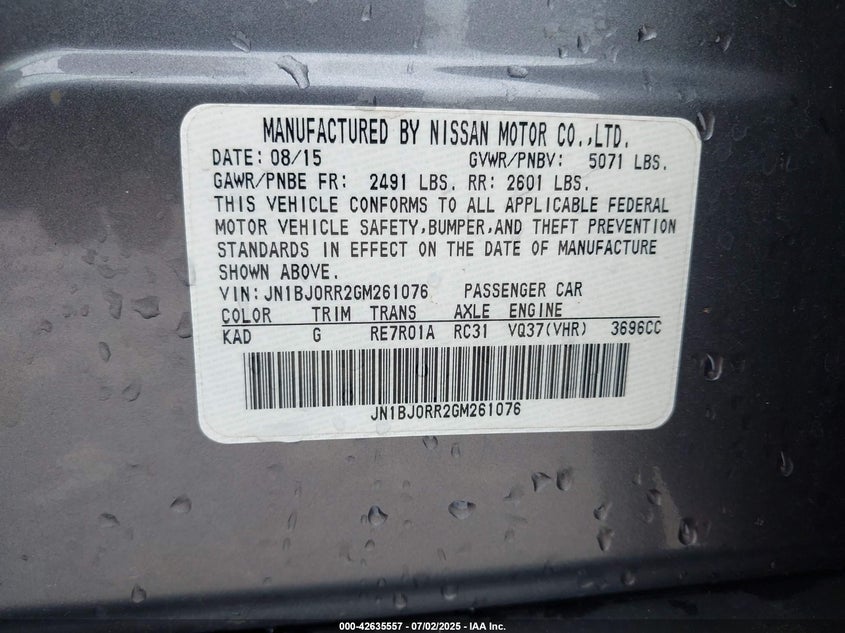 MANUFACTURED BY NISSAN MOTOR CO.,LTD.
DATE: 08/15 GVWR/PNBV: 5071 LBS.
GAWR/PNBE FR: 2491 LBS. RR: 2601 LBS.
THIS VEHICLE CONFORMS TO ALL APPLICABLE FEDERAL
MOTOR VEHICLE SAFETY,BUMPER,AND THEFT PREVENTION
STANDARDS IN EFFECT ON THE DATE OF MANUFACTURE
SHOWN ABOVE.
VIN:JN1BJ0RR2GM261076 PASSENGER CAR
COLOR TRIM TRANS AXLE ENGINE
KAD G RE7R01A RC31 VQ37(VHR) 3696CC
JN1BJ0RR2GM261076
000-42635557 - 07/02/2025 - IAA Inc.